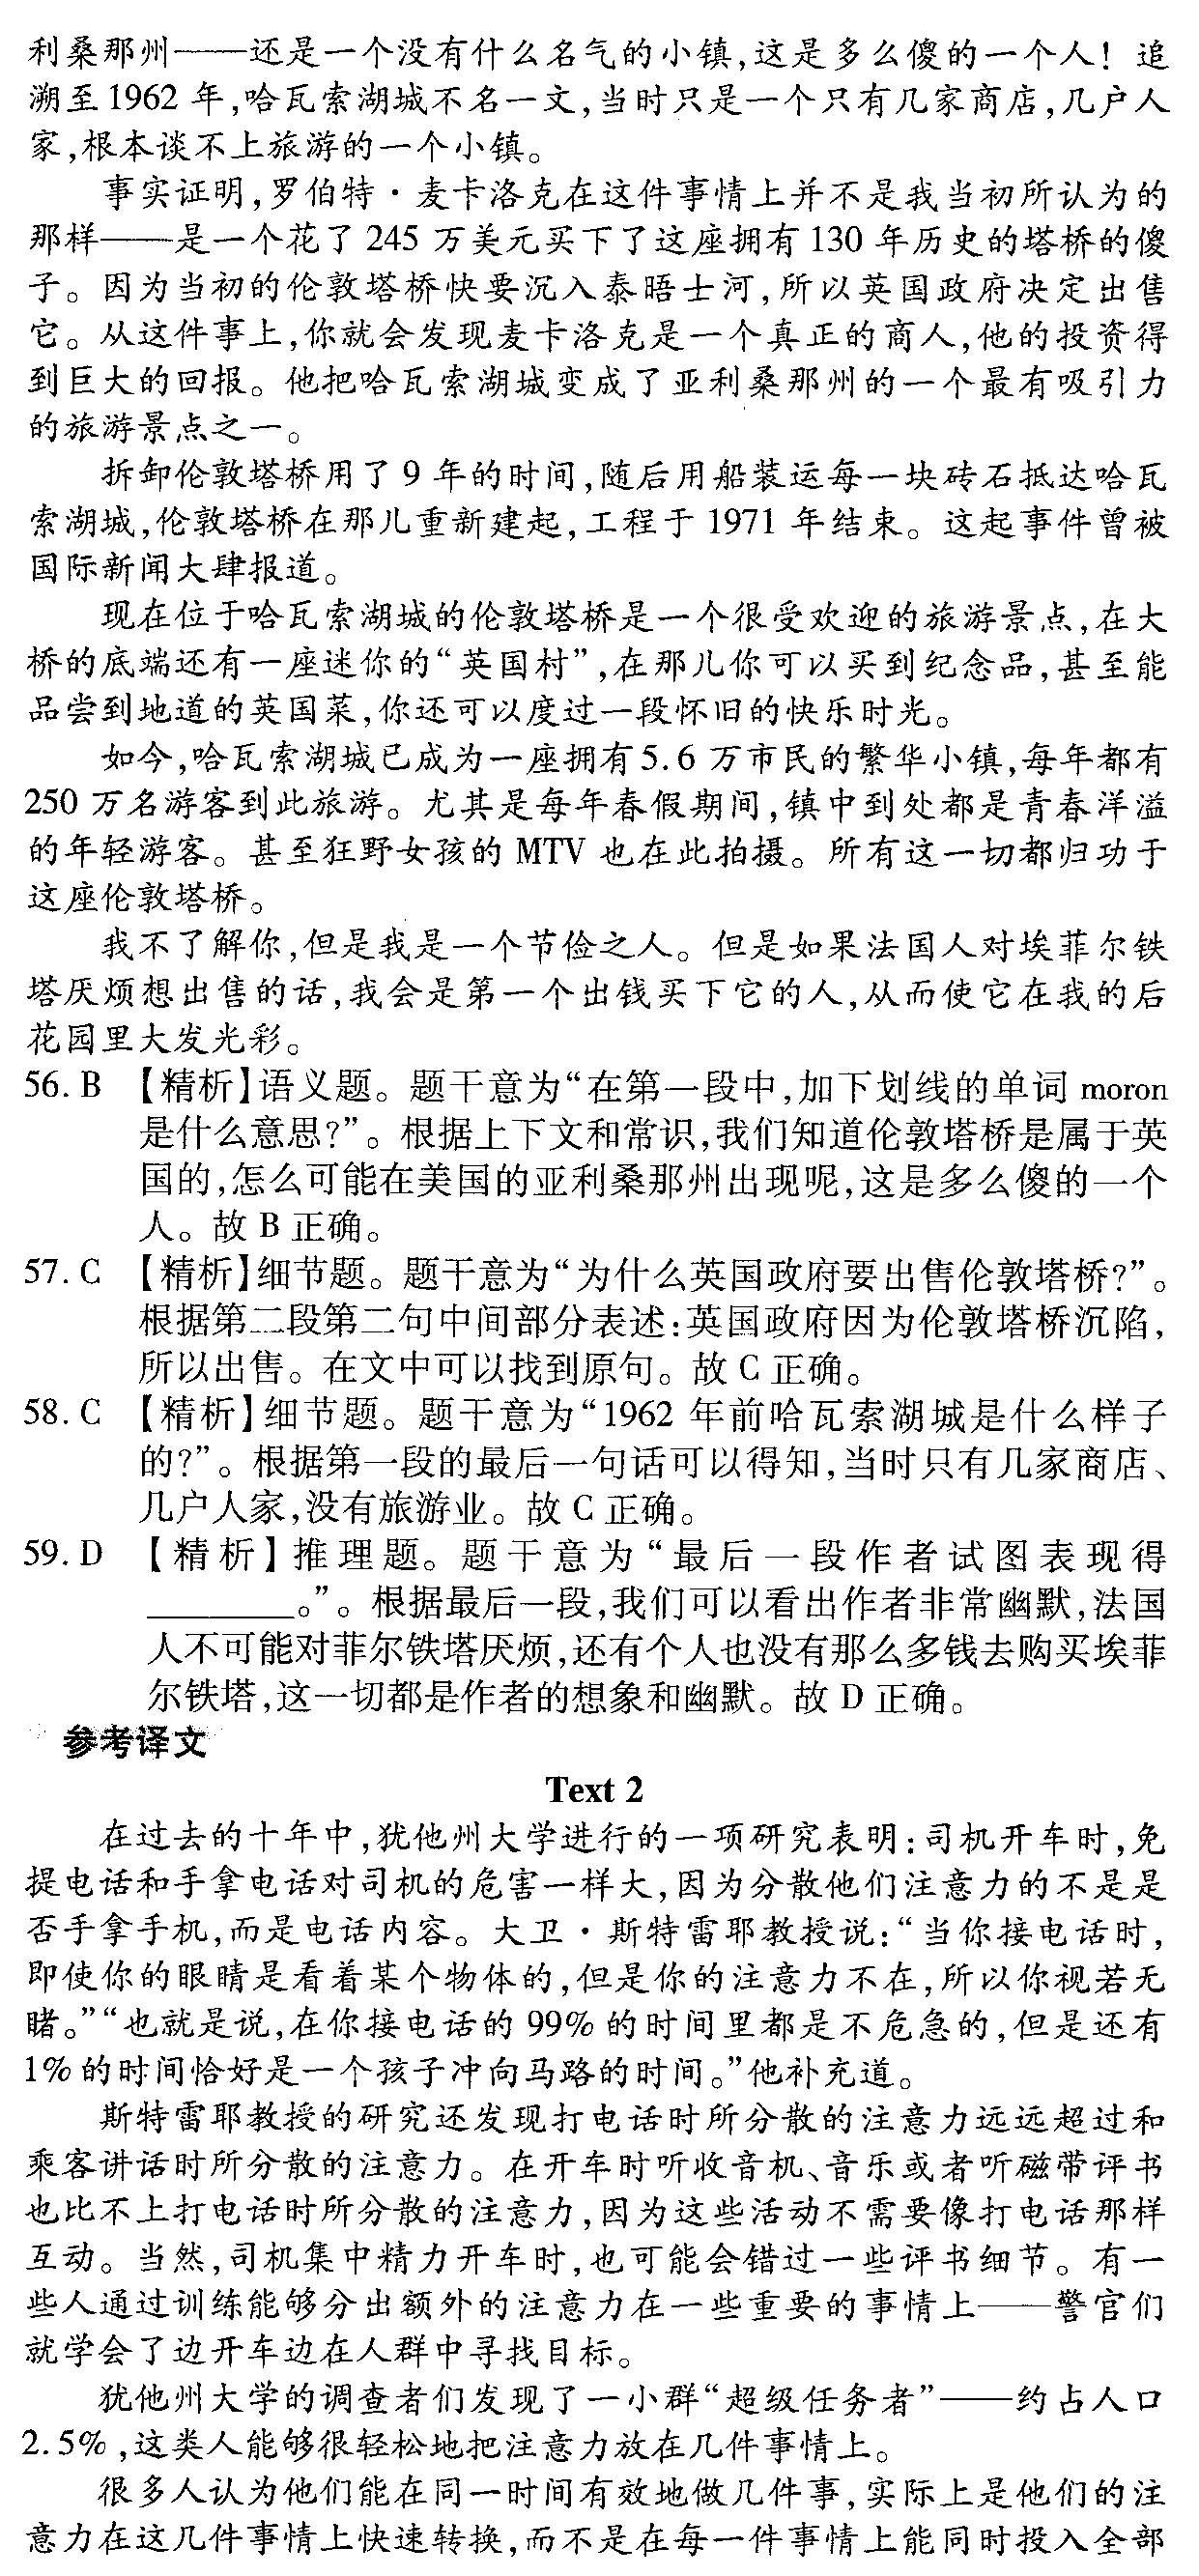 利桑那州——还是一个没有什么名气的小镇,这是多么傻的一个人！追
溯至1962年,哈瓦索湖城不名一文,当时只是一个只有几家商店,几户人
家,根本谈不上旅游的一个小镇。
事实证明,罗伯特·麦卡洛克在这件事情上并不是我当初所认为的
那样——是一个花了245万美元买下了这座拥有130年历史的塔桥的傻
子。因为当初的伦敦塔桥快要沉入泰晤士河,所以英国政府决定出售
它。从这件事上,你就会发现麦卡洛克是一个真正的商人,他的投资得
到巨大的回报。他把哈瓦索湖城变成了亚利桑那州的一个最有吸引力
的旅游景点之一。
拆卸伦敦塔桥用了9年的时间,随后用船装运每一块砖石抵达哈瓦
索湖城,伦敦塔桥在那儿重新建起,工程于1971年结束。这起事件曾被
国际新闻大肆报道。
现在位于哈瓦索湖城的伦敦塔桥是一个很受欢迎的旅游景点,在大
桥的底端还有一座迷你的“英国村”,在那儿你可以买到纪念品,甚至能
品尝到地道的英国菜,你还可以度过一段怀旧的快乐时光。
如今,哈瓦索湖城已成为一座拥有5.6万市民的繁华小镇,每年都有
250万名游客到此旅游。尤其是每年春假期间,镇中到处都是青春洋溢
的年轻游客。甚至狂野女孩的MTV也在此拍摄。所有这一切都归功于
这座伦敦塔桥。
我不了解你,但是我是一个节俭之人。但是如果法国人对埃菲尔铁
塔厌烦想出售的话,我会是第一个出钱买下它的人,从而使它在我的后
花园里大发光彩。
56. B 【精析】语义题。题干意为“在第一段中,加下划线的单词moron
是什么意思?”。根据上下文和常识,我们知道伦敦塔桥是属于英
国的,怎么可能在美国的亚利桑那州出现呢,这是多么傻的一个
人。故B正确。
57. C 【精析】细节题。题干意为“为什么英国政府要出售伦敦塔桥?”。
根据第二段第二句中间部分表述:英国政府因为伦敦塔桥沉陷,
所以出售。在文中可以找到原句。故C正确。
58. C 【精析】细节题。题干意为“1962年前哈瓦索湖城是什么样子
的?”。根据第一段的最后一句话可以得知,当时只有几家商店、
几户人家,没有旅游业。故C正确。
59. D 【精析】推理题。题干意为“最后一段作者试图表现得
________。”。根据最后一段,我们可以看出作者非常幽默,法国
人不可能对菲尔铁塔厌烦,还有个人也没有那么多钱去购买埃菲
尔铁塔,这一切都是作者的想象和幽默。故D正确。
参考译文
Text 2
在过去的十年中,犹他州大学进行的一项研究表明:司机开车时,免
提电话和手拿电话对司机的危害一样大,因为分散他们注意力的不是是
否手拿手机,而是电话内容。大卫·斯特雷耶教授说:“当你接电话时,
即使你的眼睛是看着某个物体的,但是你的注意力不在,所以你视若无
睹。”“也就是说,在你接电话的99%的时间里都是不危急的,但是还有
1%的时间恰好是一个孩子冲向马路的时间。”他补充道。
斯特雷耶教授的研究还发现打电话时所分散的注意力远远超过和
乘客讲话时所分散的注意力。在开车时听收音机、音乐或者听磁带评书
也比不上打电话时所分散的注意力,因为这些活动不需要像打电话那样
互动。当然,司机集中精力开车时,也可能会错过一些评书细节。有一
些人通过训练能够分出额外的注意力在一些重要的事情上——警官们
就学会了边开车边在人群中寻找目标。
犹他州大学的调查者们发现了一小群“超级任务者”——约占人口
2.5%,这类人能够很轻松地把注意力放在几件事情上。
很多人认为他们能在同一时间有效地做几件事,实际上是他们的注
意力在这几件事情上快速转换,而不是在每一件事情上能同时投入全部